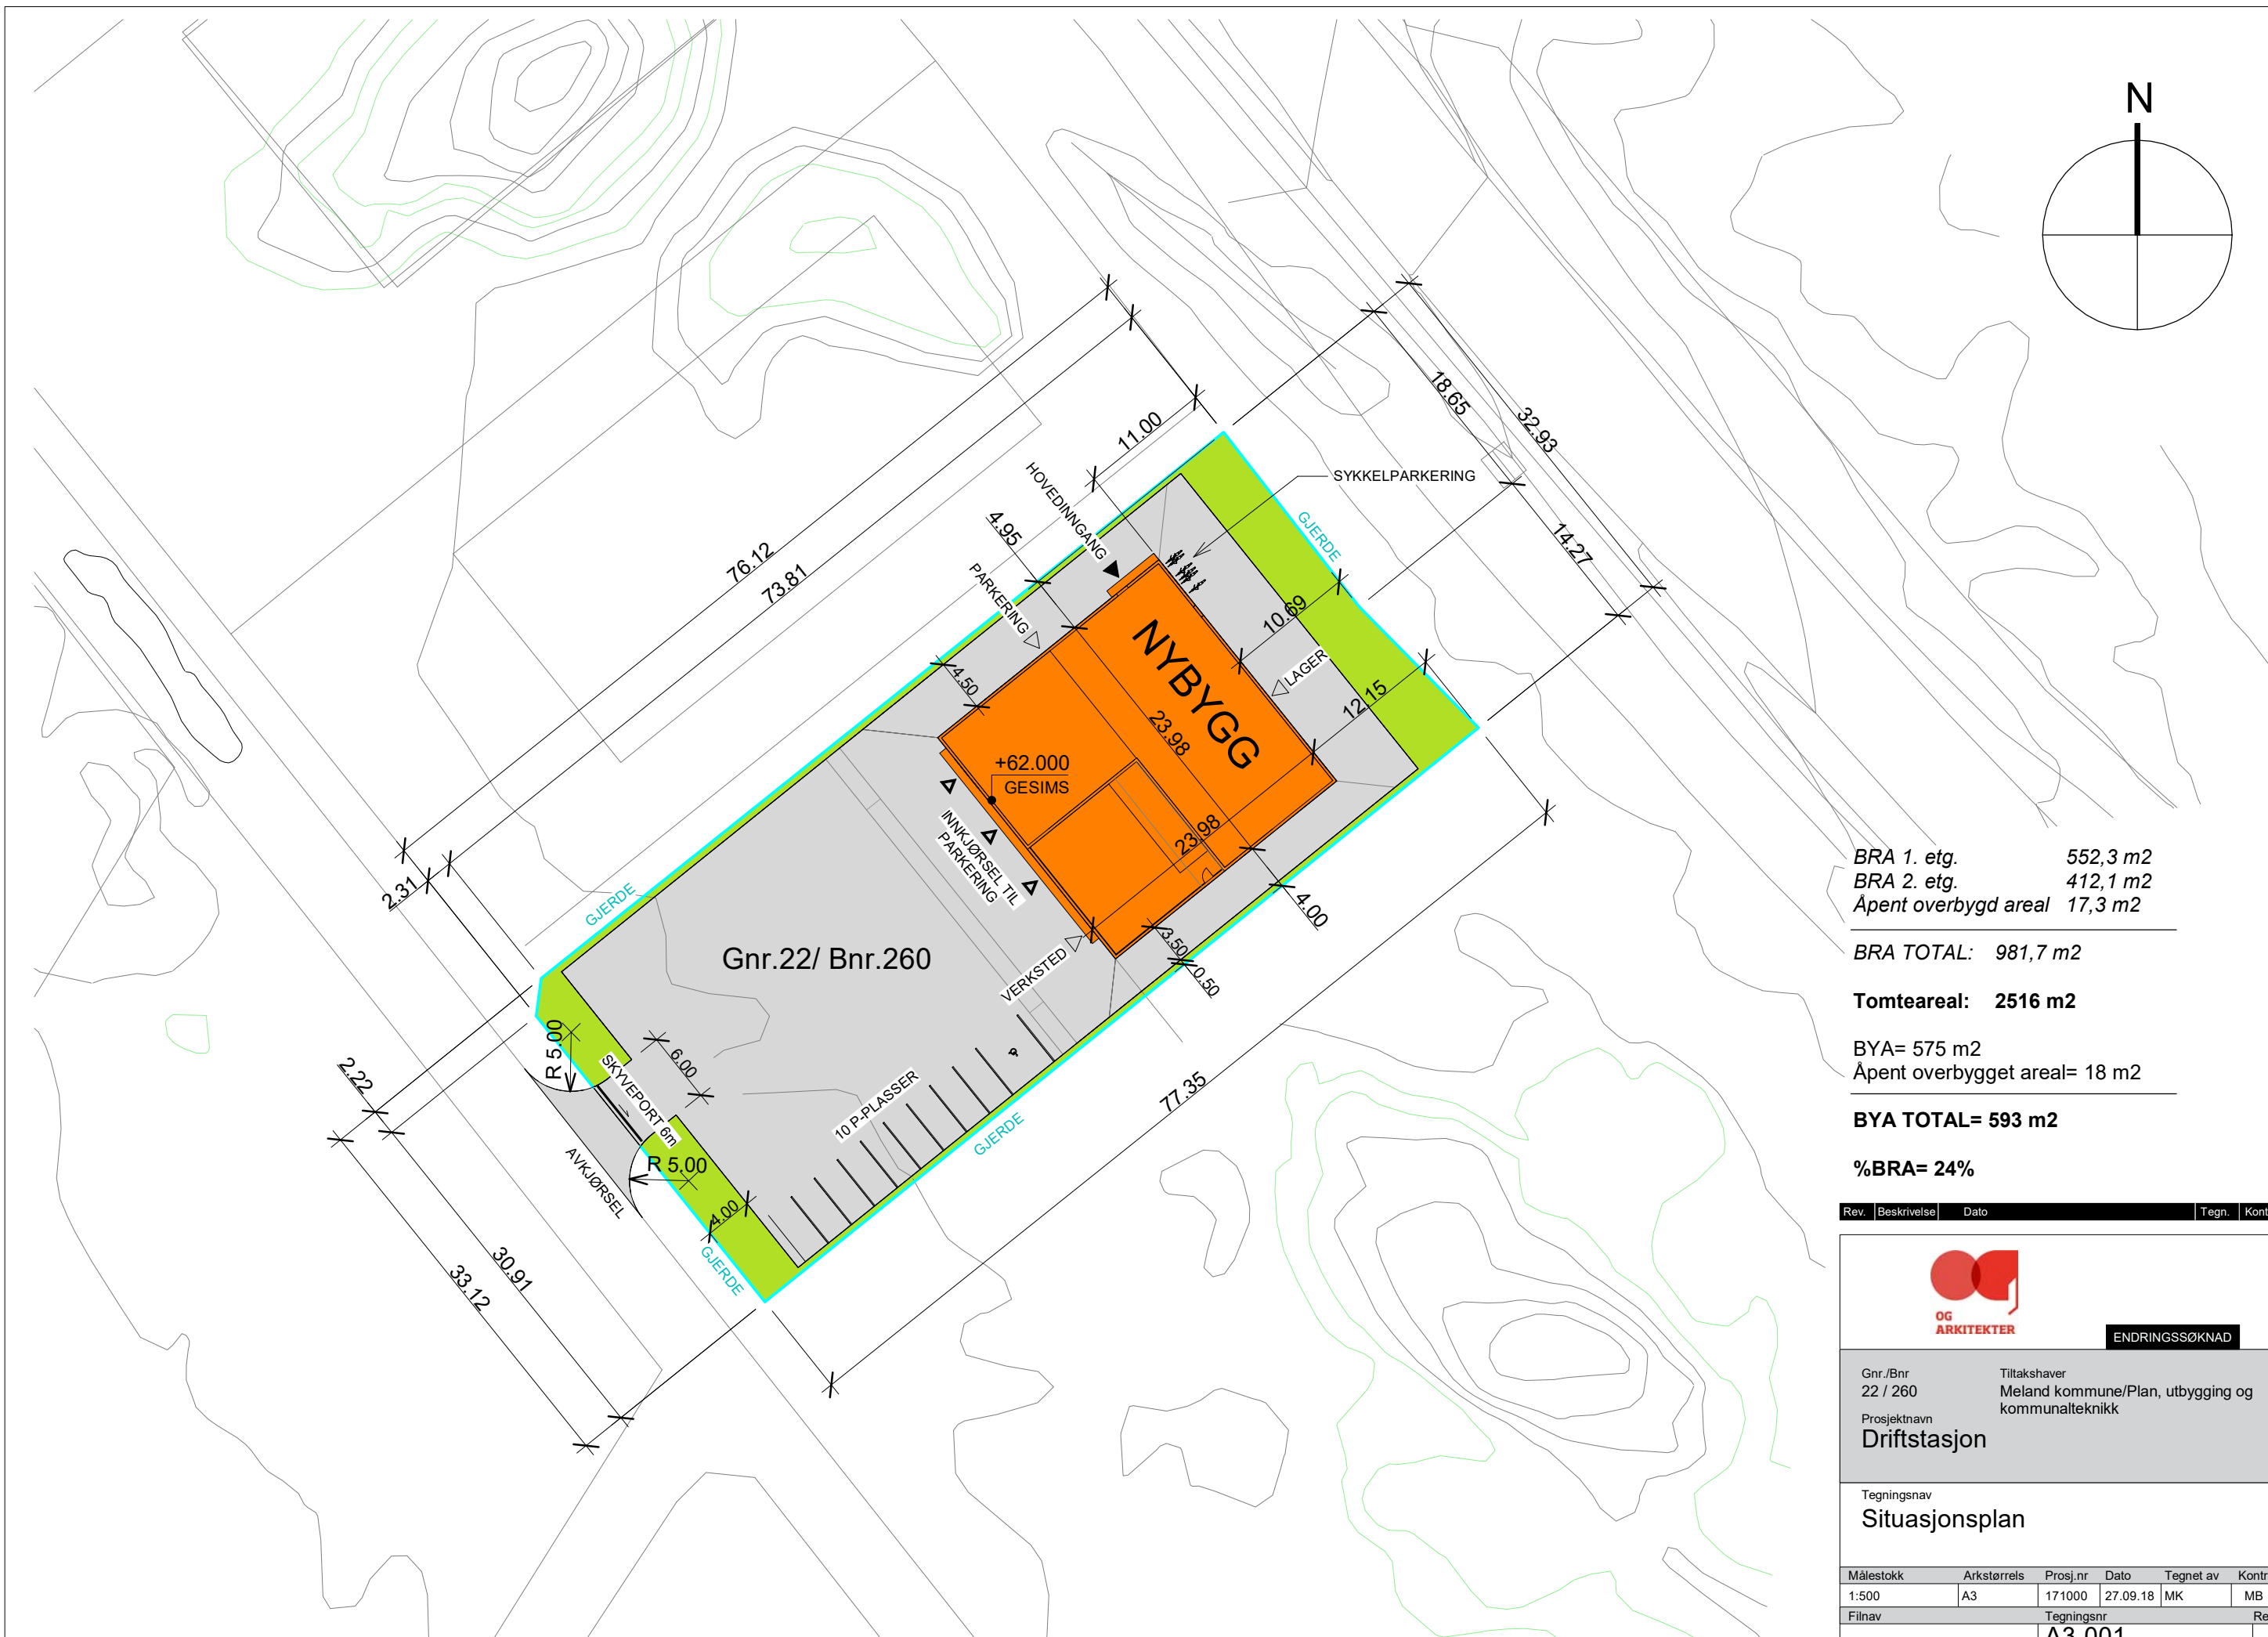 N
18.65
32.93
11.00
SYKKELPARKERING
HOVEDINNGANG
GJERDE
4.95
14.27
76.12
73.81
PARKERING
10.69
NYBYGG
LAGER
4.50
12.15
23.98
+62.000
GESIMS
INNKJØRSEL TIL
PARKERING
23.98
2.31
GJERDE
4.00
Gnr.22/ Bnr.260
VERKSTED
3.50
0.50
R 5.00
6.00
SKYVEPORT 6m
2.22
10 P-PLASSER
77.35
GJERDE
AVKJØRSEL
R 5.00
4.00
GJERDE
30.91
33.12
BRA 1. etg. 552,3 m2
BRA 2. etg. 412,1 m2
Åpent overbygd areal 17,3 m2
BRA TOTAL: 981,7 m2
Tomteareal: 2516 m2
BYA= 575 m2
Åpent overbygget areal= 18 m2
BYA TOTAL= 593 m2
%BRA= 24%
Rev. Beskrivelse Dato Tegn. Kont
OG
ARKITEKTER
ENDRINGSSØKNAD
Gnr./Bnr Tiltakshaver
22 / 260 Meland kommune/Plan, utbygging og
kommunalteknikk
Prosjektnavn
Driftstasjon
Tegningsnav
Situasjonsplan
Målestokk Arkstørrels Prosj.nr Dato Tegnet av Kontr
1:500 A3 171000 27.09.18 MK MB
Filnav Tegningsnr Re
A3 001